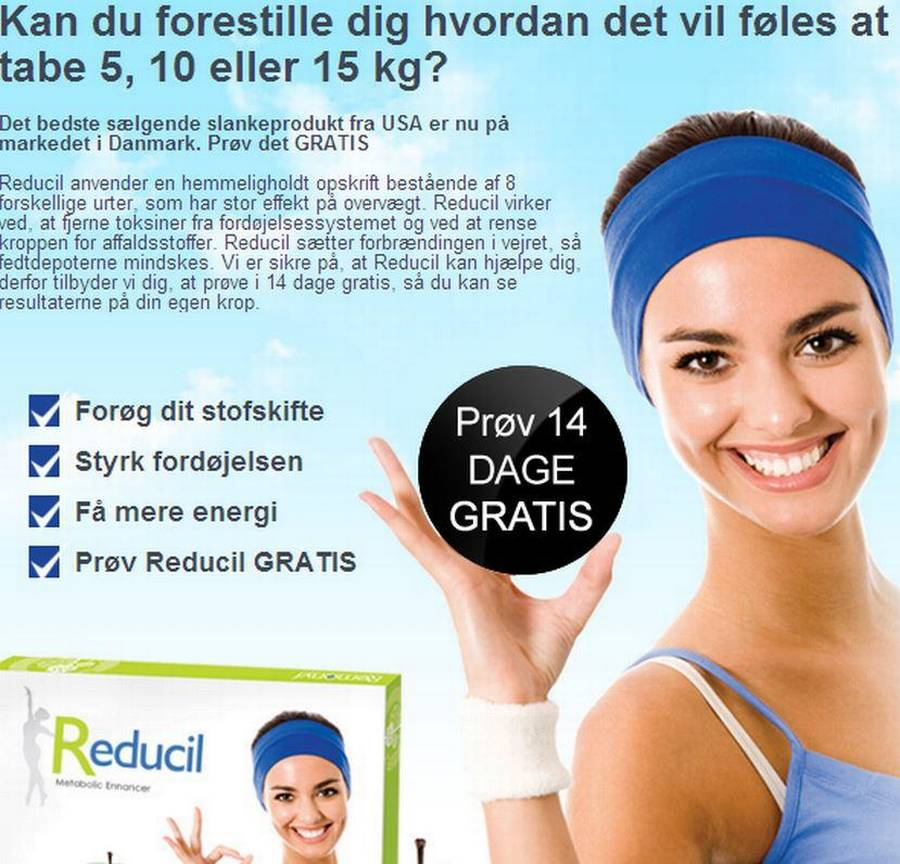 Kan du forestille dig hvordan det vil føles at
tabe 5, 10 eller 15 kg?
Det bedste sælgende slankeprodukt fra USA er nu på
markedet i Danmark. Prøv det GRATIS
Reducil anvender en hemmeligholdt opskrift bestående af 8
forskellige urter, som har stor effekt på overvægt. Reducil virker
ved, at fjerne toksiner fra fordøjelsessystemet og ved at rense
kroppen for affaldsstoffer. Reducil sætter forbrændingen i vejret, så
fedtdepoterne mindskes. Vi er sikre på, at Reducil kan hjælpe dig,
derfor tilbyder vi dig, at prøve i 14 dage gratis, så du kan se
resultaterne på din egen krop.
Forøg dit stofskifte
Styrk fordøjelsen
Få mere energi
Prøv Reducil GRATIS
Prøv 14
DAGE
GRATIS
Reducil
Metabolic Enhancer